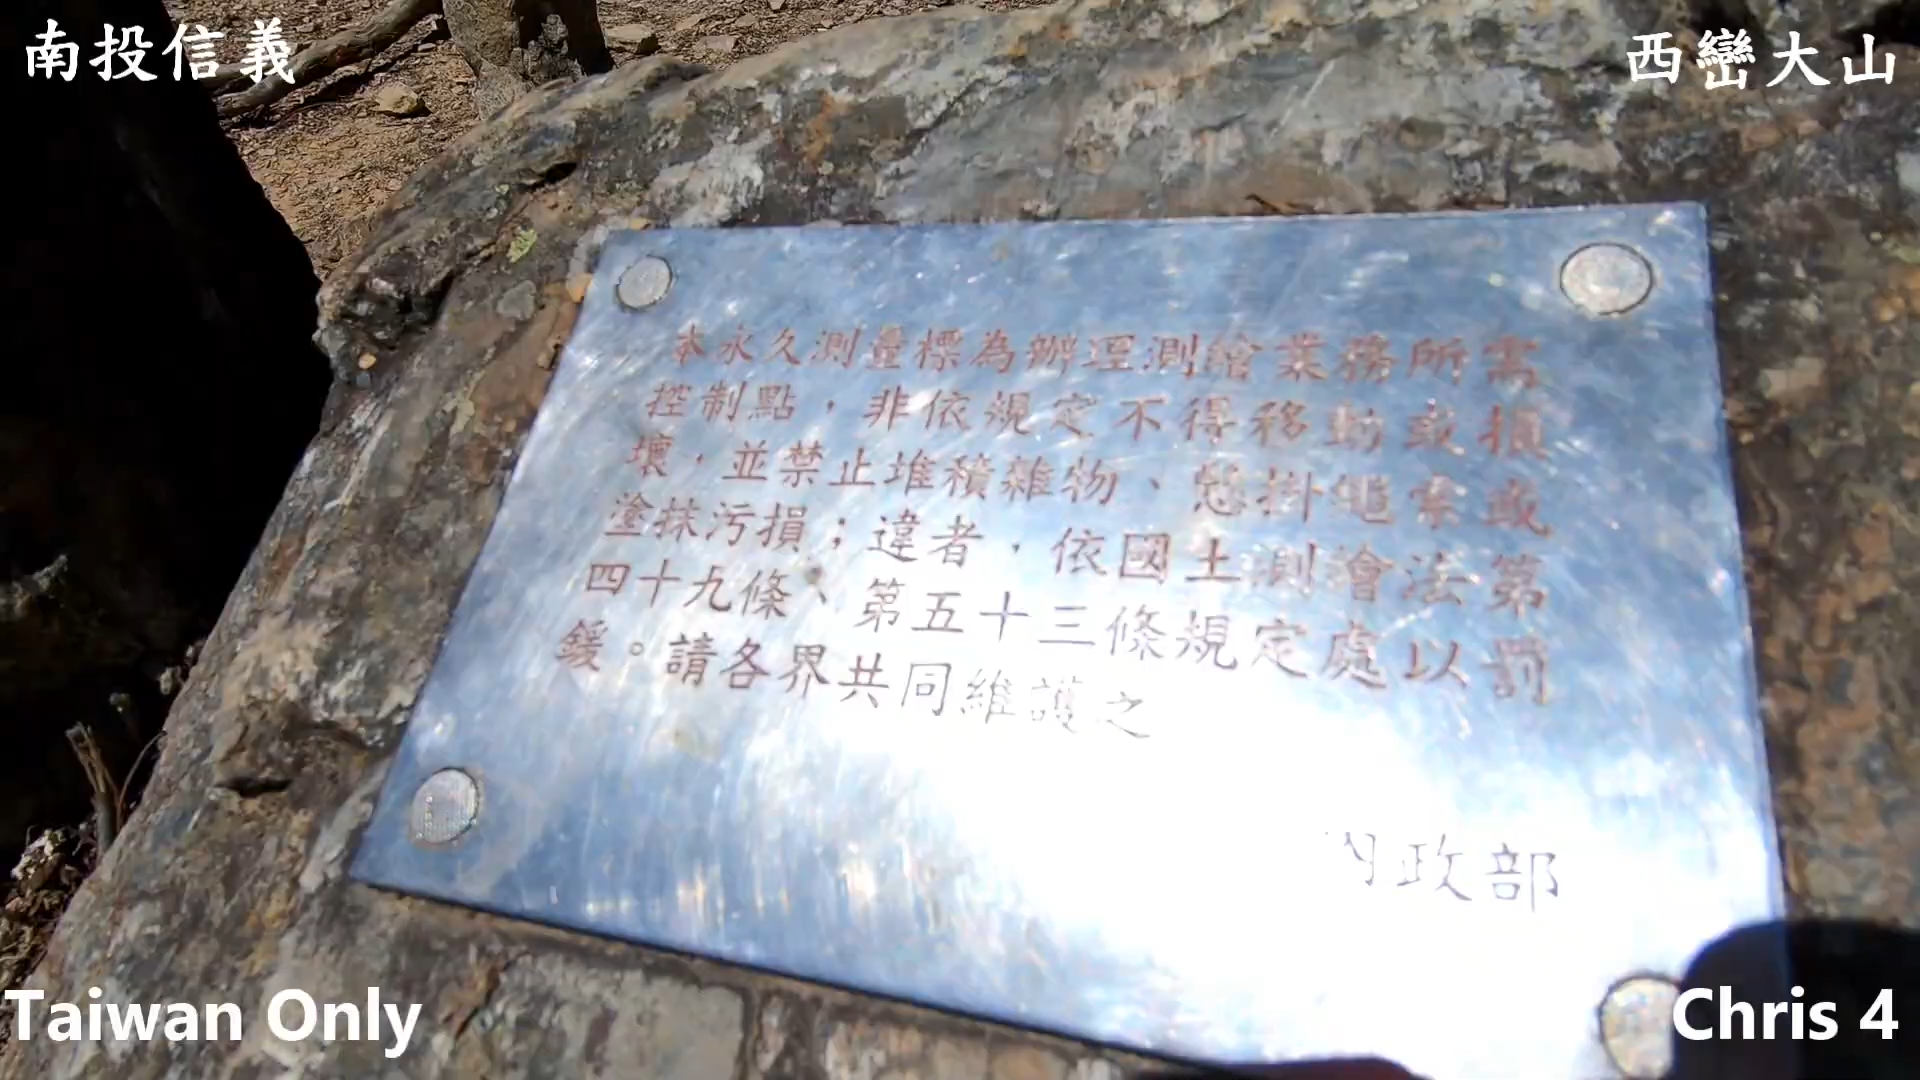 南投信義
西巒大山
本永久測量標為辦理測繪業務所需
控制點，非依規定不得移動或損
壞，並禁止堆積雜物、懸掛繩索或
塗抹污損；違者，依國土測繪法第
四十九條、第五十三條規定處以罰
鍰。請各界共同維護之
內政部
Taiwan Only
Chris 4